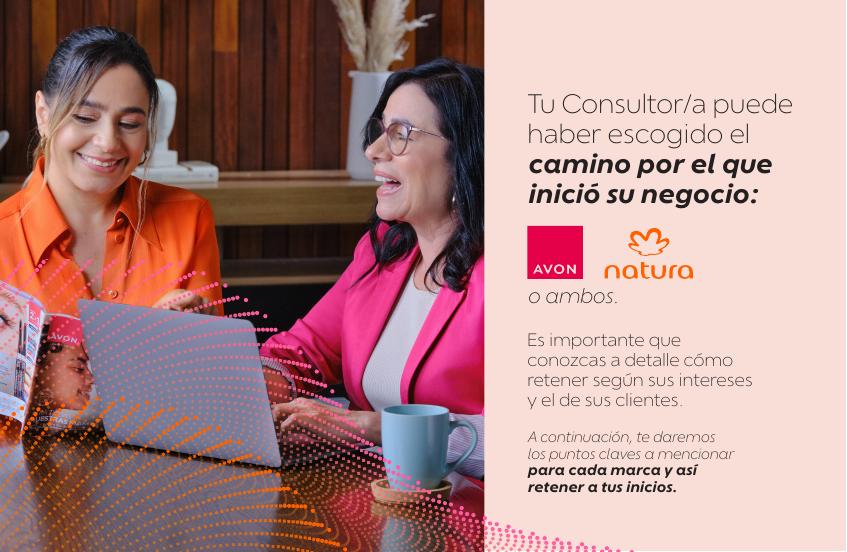 Tu Consultor/a puede
haber escogido el
camino por el que
inició su negocio:
AVON
natura
o ambos.
Es importante que
conozcas a detalle cómo
retener según sus intereses
y el de sus clientes.
A continuación, te daremos
los puntos claves a mencionar
para cada marca y así
retener a tus inicios.
AVON